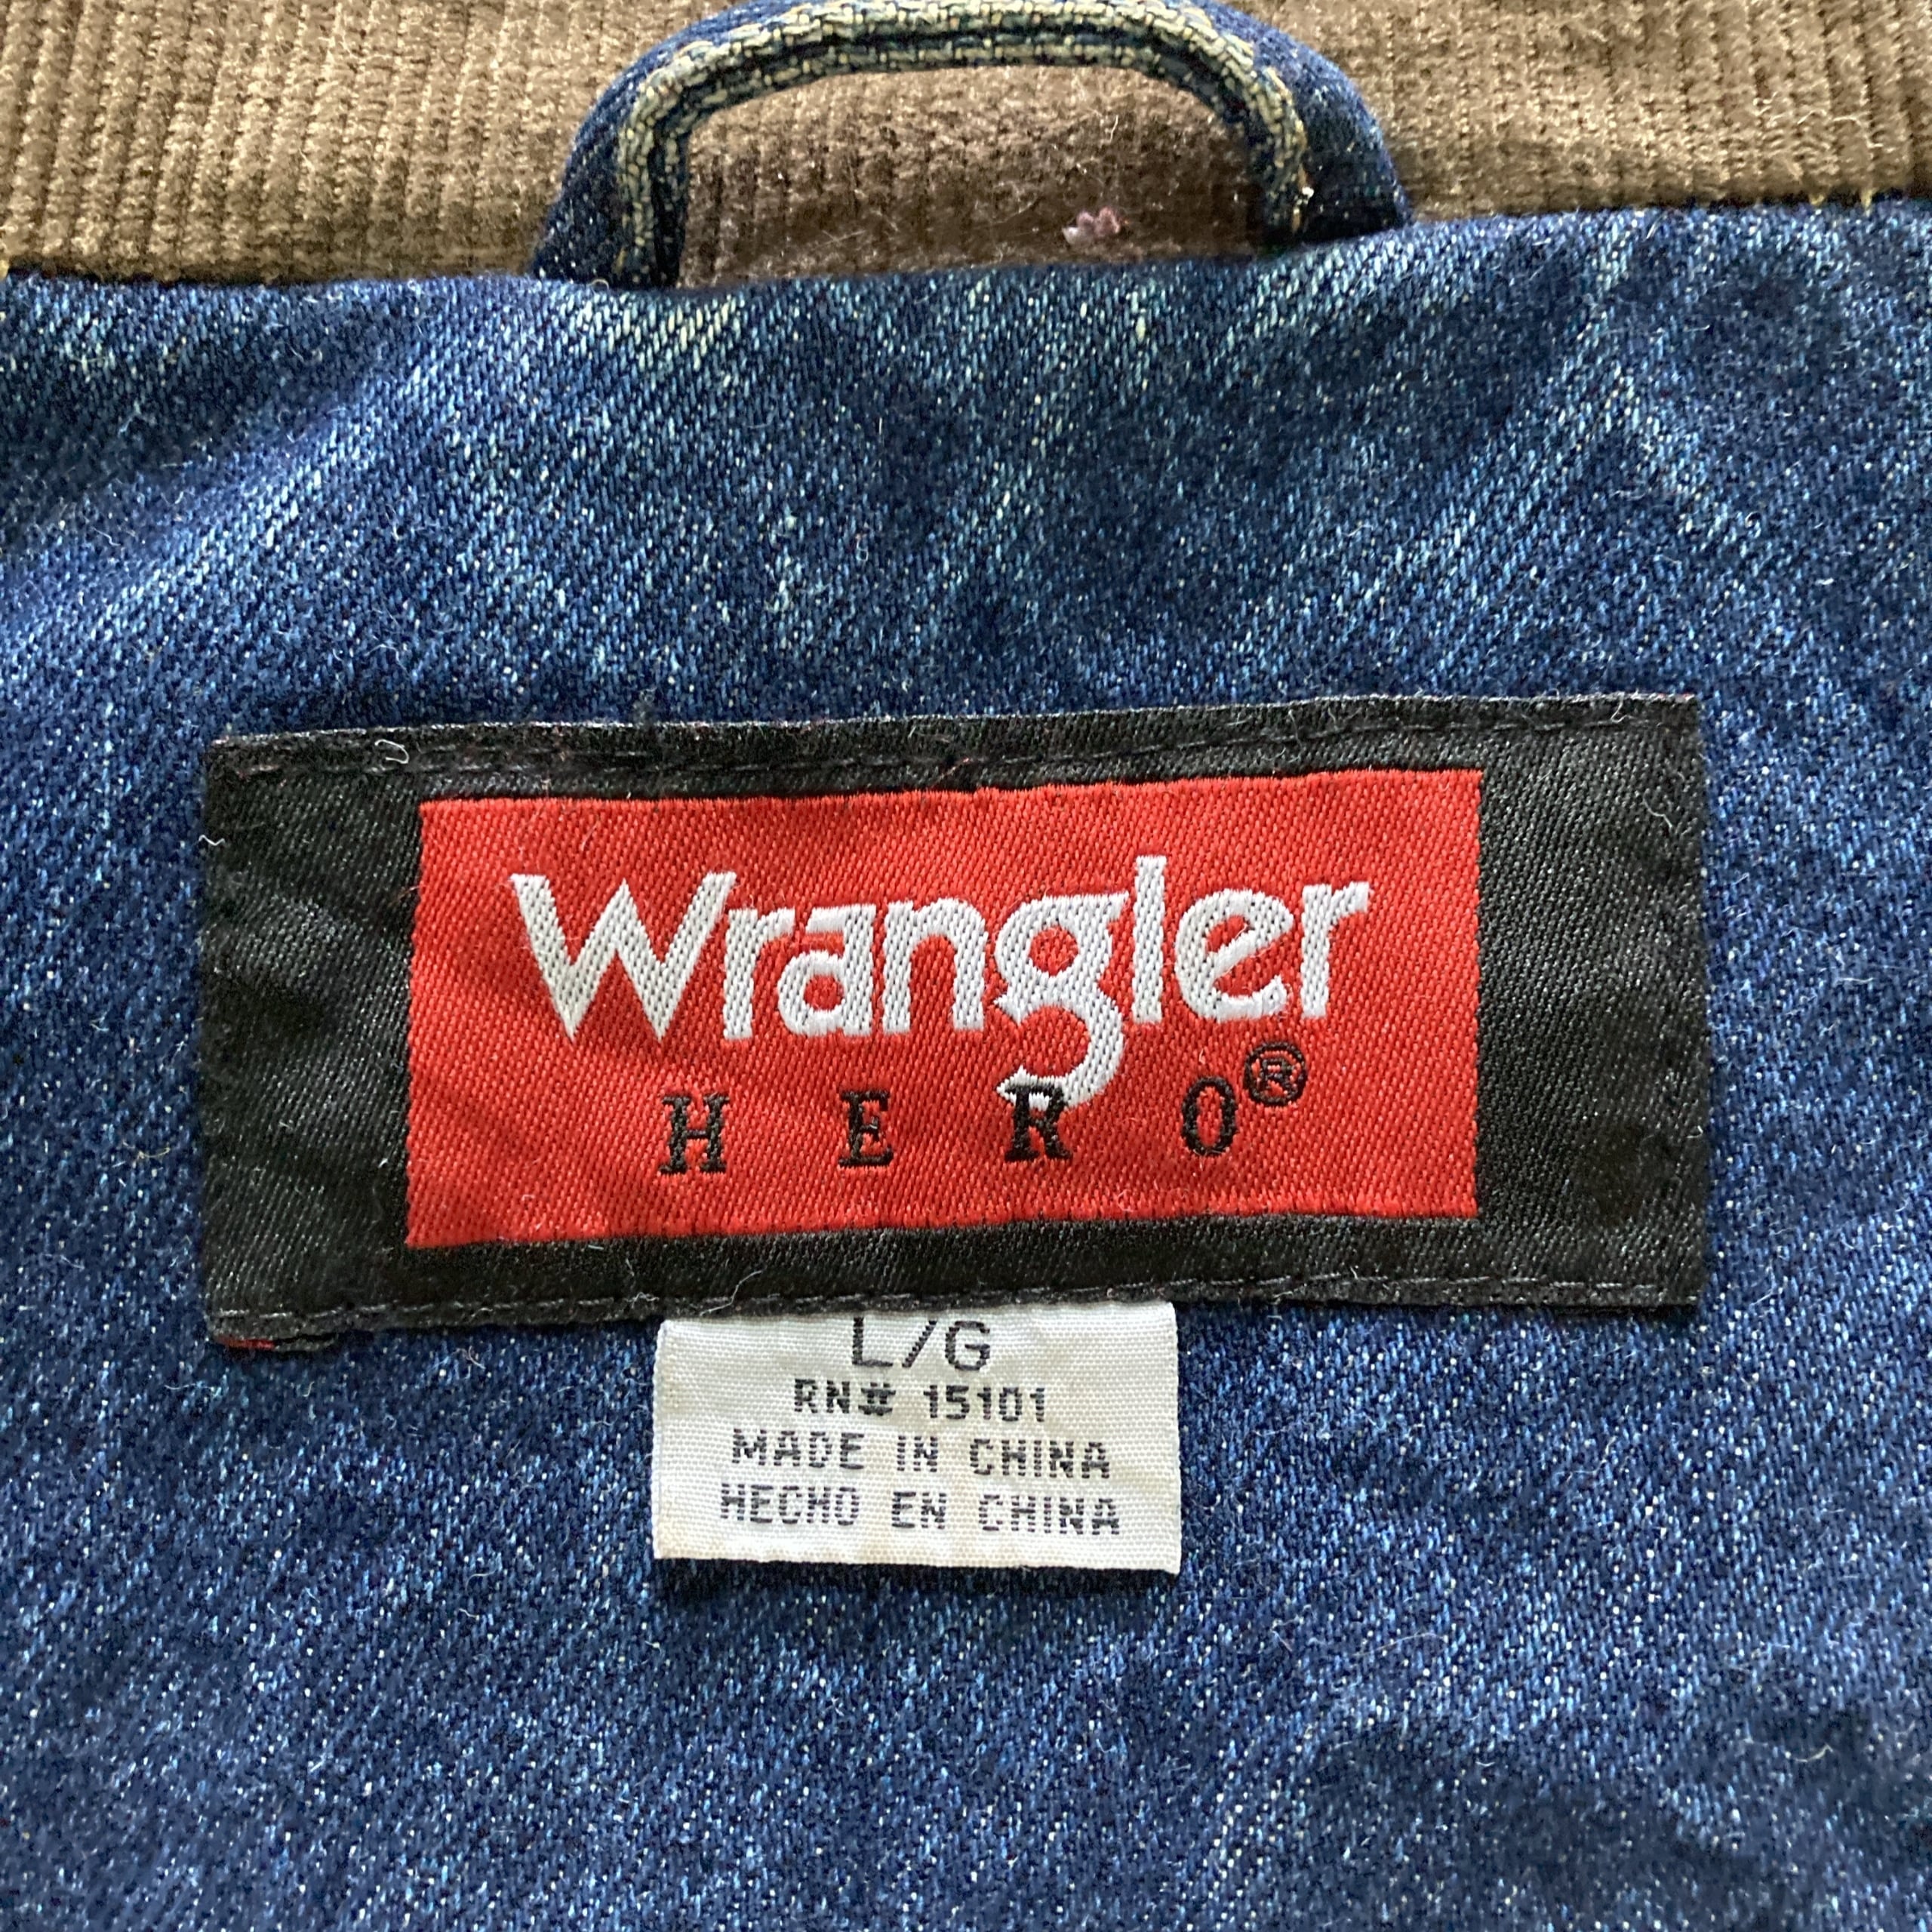 Wrangler
HERO®
L/G
RN# 15101
MADE IN CHINA
HECHO EN CHINA